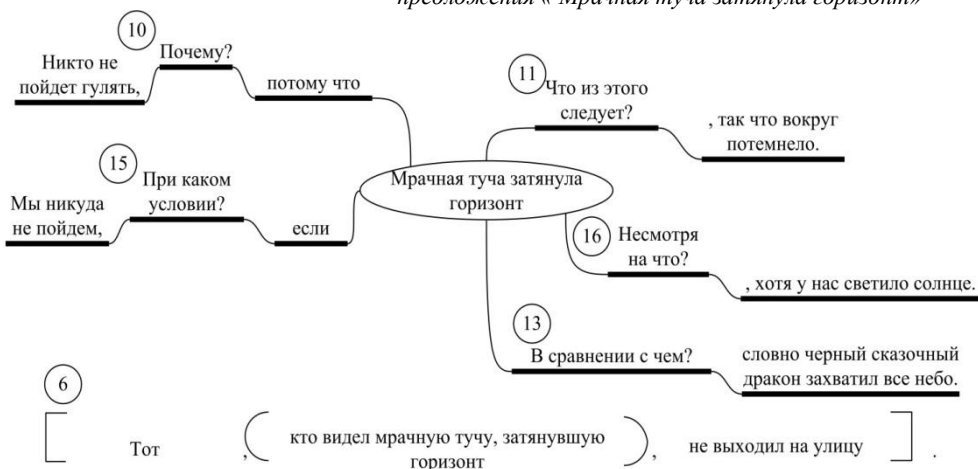 предложения « Мрачная туча затянула горизонт»
10
Почему?
Никто не
пойдет гулять,
потому что
11
Что из этого
следует?
, так что вокруг
потемнело.
15
При каком
условии?
Мы никуда
не пойдем,
если
Мрачная туча затянула
горизонт
16
Несмотря
на что?
, хотя у нас светило солнце.
13
В сравнении с чем?
словно черный сказочный
дракон захватил все небо.
6
[ Тот ,( кто видел мрачную тучу, затянувшую
горизонт ), не выходил на улицу ] .